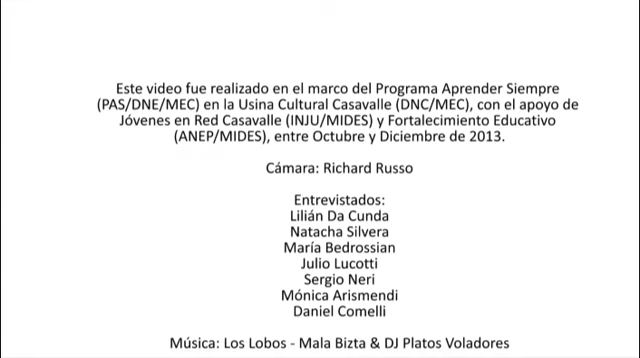 Este video fue realizado en el marco del Programa Aprender Siempre
(PAS/DNE/MEC) en la Usina Cultural Casavalle (DNC/MEC), con el apoyo de
Jóvenes en Red Casavalle (INJU/MIDES) y Fortalecimiento Educativo
(ANEP/MIDES), entre Octubre y Diciembre de 2013.
Cámara: Richard Russo
Entrevistados:
Lilián Da Cunda
Natacha Silvera
María Bedrossian
Julio Lucotti
Sergio Neri
Mónica Arismendi
Daniel Comelli
Música: Los Lobos - Mala Bizta & DJ Platos Voladores